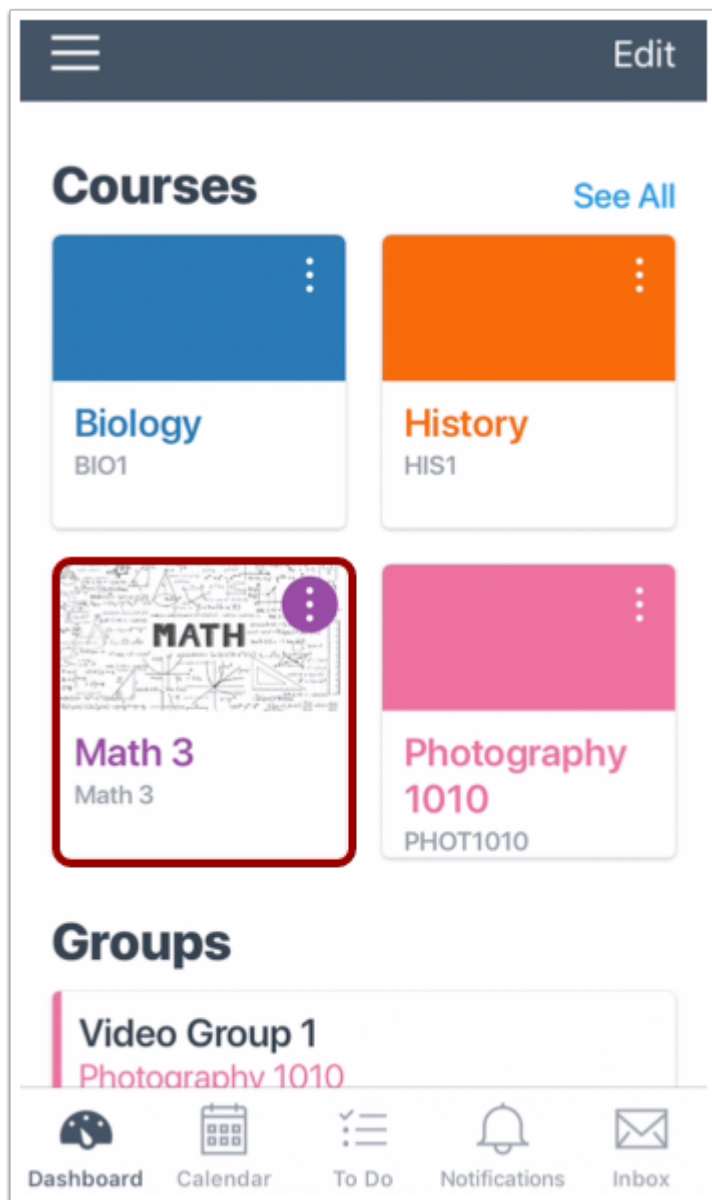 Edit
Courses
See All
Biology
BIO1
History
HIS1
MATH
Math 3
Math 3
Photography
1010
PHOT1010
Groups
Video Group 1
Photography 1010
Dashboard
Calendar
To Do
Notifications
Inbox